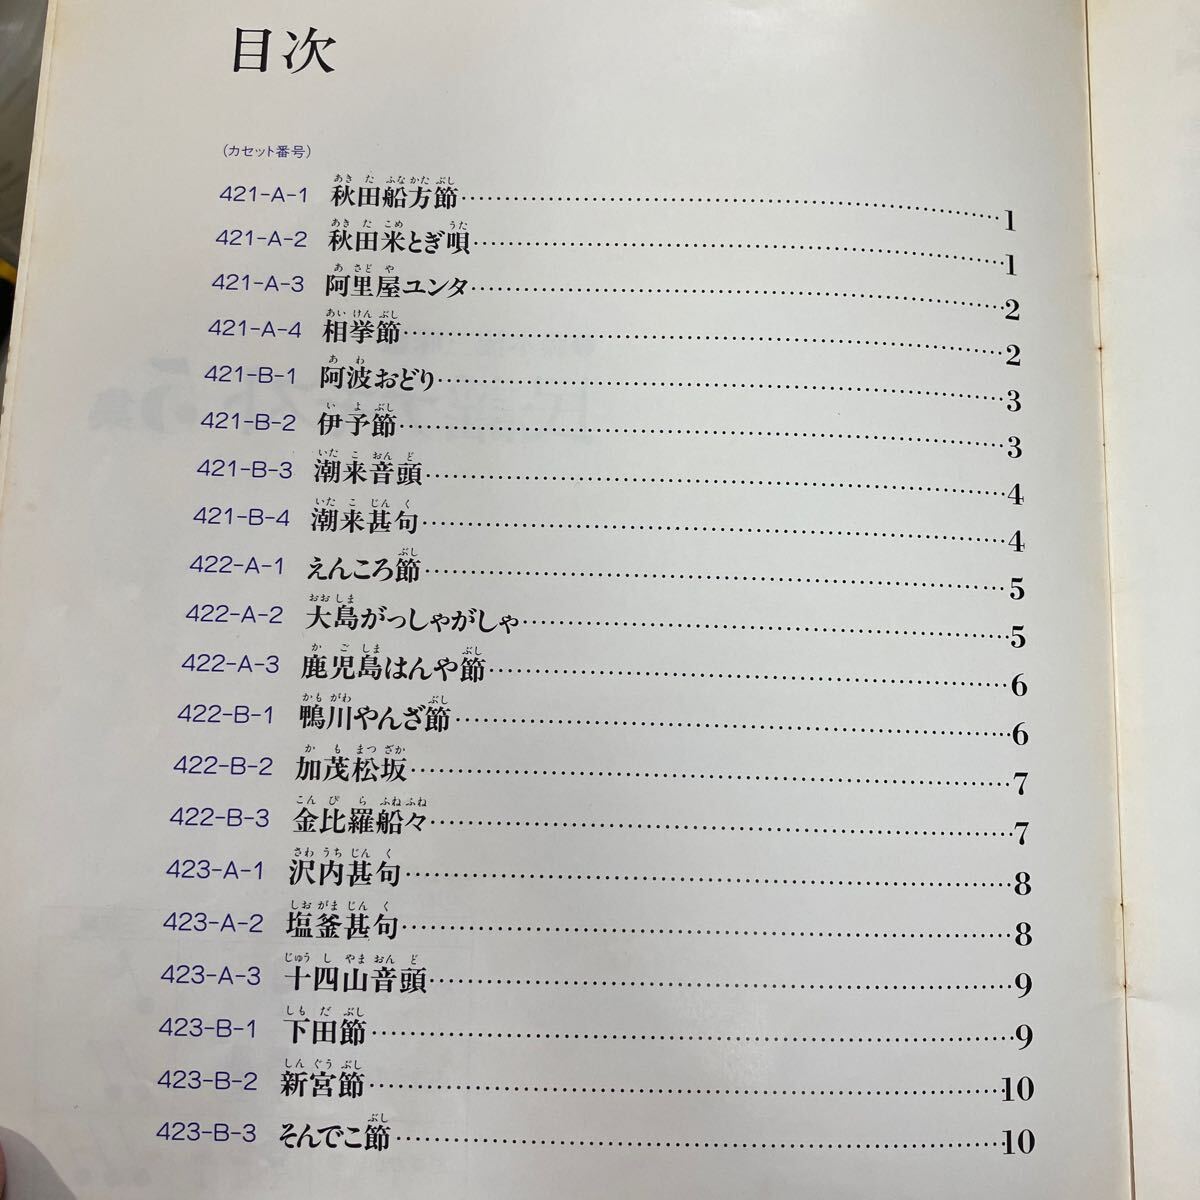 目次
(カセット番号)
421-A-1 秋田船方節 1
421-A-2 秋田米とぎ唄 1
421-A-3 阿里屋ユンタ 2
421-A-4 相挙節 2
421-B-1 阿波おどり 3
421-B-2 伊予節 3
421-B-3 潮来音頭 4
421-B-4 潮来甚句 4
422-A-1 えんころ節 5
422-A-2 大島がっしゃがしゃ 5
422-A-3 鹿児島はんや節 6
422-B-1 鴨川やんざ節 6
422-B-2 加茂松坂 7
422-B-3 金比羅船々 7
423-A-1 沢内甚句 8
423-A-2 塩釜甚句 8
423-A-3 十四山音頭 9
423-B-1 下田節 9
423-B-2 新宮節 10
423-B-3 そんでこ節 10